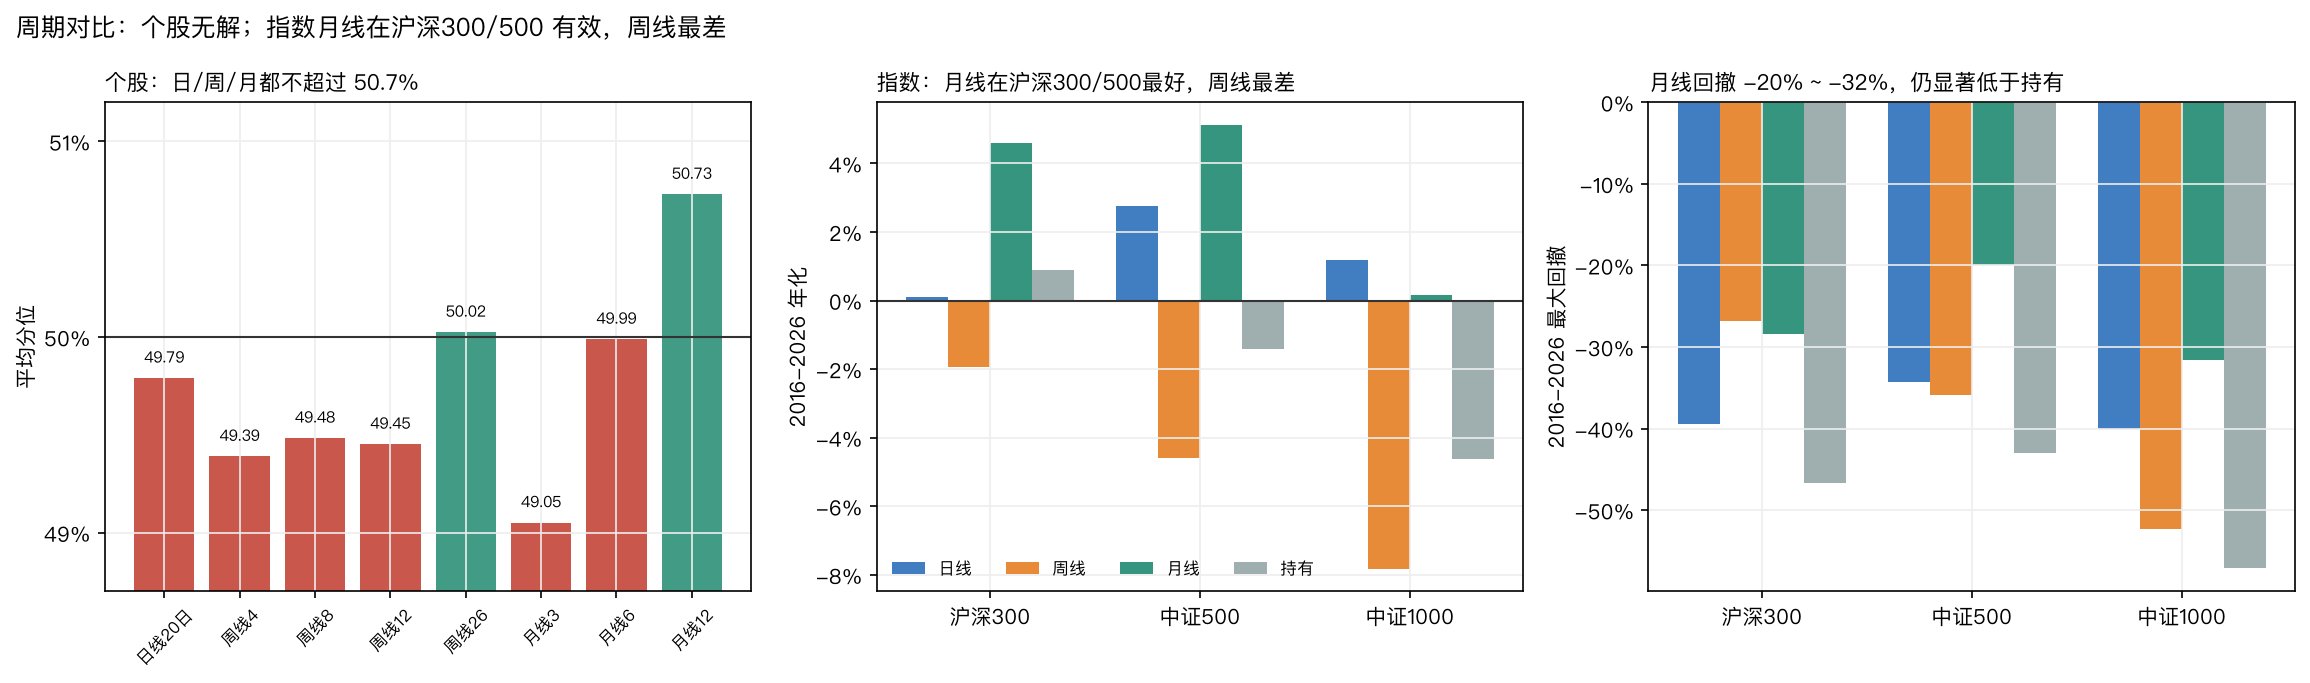 周期对比：个股无解；指数月线在沪深300/500 有效，周线最差
个股：日/周/月都不超过 50.7%
平均分位
51%
50%
49%
49.79
49.39
49.48
49.45
50.02
49.05
49.99
50.73
日线20日
周线4
周线8
周线12
周线26
月线3
月线6
月线12
指数：月线在沪深300/500最好，周线最差
2016–2026 年化
4%
2%
0%
−2%
−4%
−6%
−8%
日线
周线
月线
持有
沪深300
中证500
中证1000
月线回撤 −20% ~ −32%，仍显著低于持有
2016–2026 最大回撤
0%
−10%
−20%
−30%
−40%
−50%
沪深300
中证500
中证1000